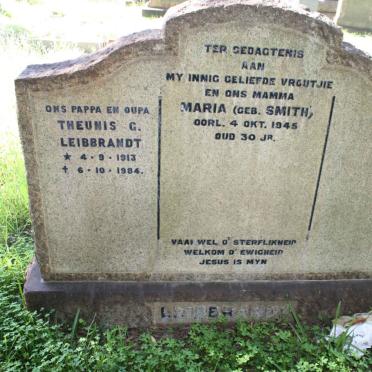 TER GEDAGTENIS
AAN
MY INNIG GELIEFDE VROUTJIE
EN ONS MAMMA
MARIA (GEB. SMITH)
OORL. 4 OKT. 1945
OUD 30 JR.
ONS PAPPA EN OUPA
THEUNIS G.
LEIBBRANDT
* 4-9-1913
† 6-10-1984.
VAAL WEL O' STERFLIKHEID
WELKOM O' EWIGHEID
JESUS IS MYN
LEIBBRANDT